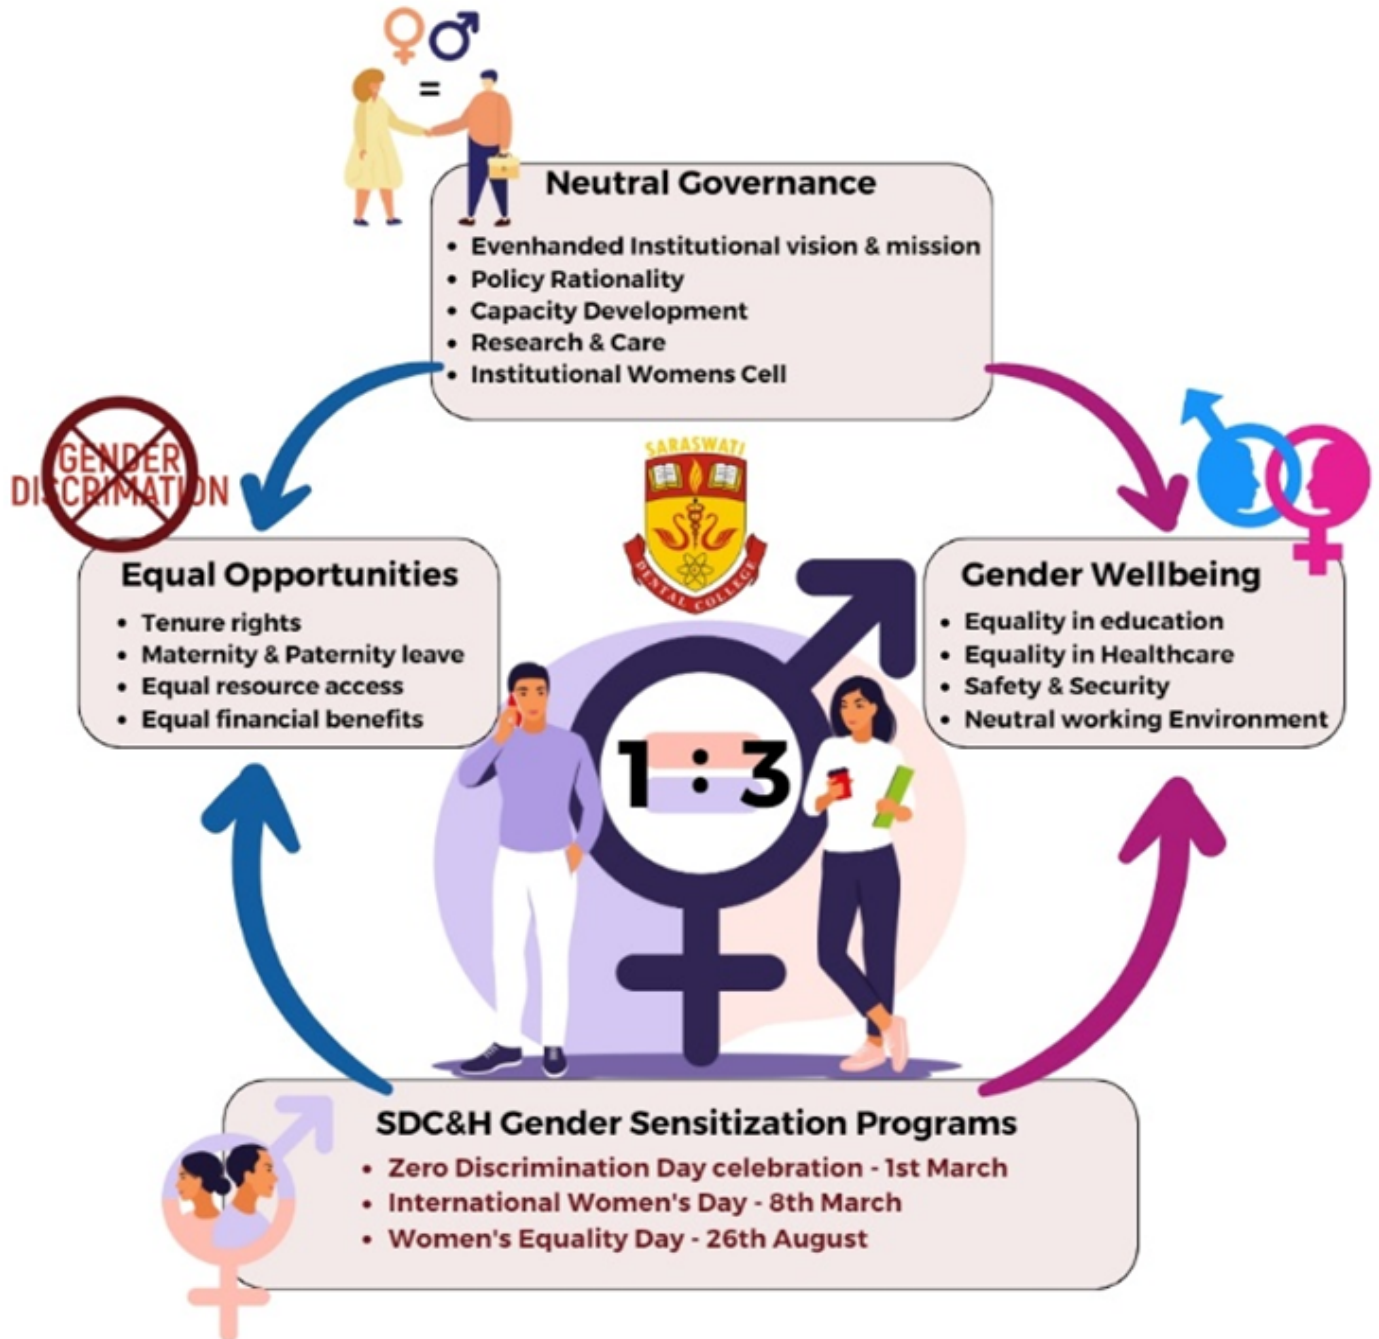 =
Neutral Governance
• Evenhanded Institutional vision & mission
• Policy Rationality
• Capacity Development
• Research & Care
• Institutional Womens Cell
GENDER
DISCRIMATION
SARASWATI
DENTAL COLLEGE
Equal Opportunities
• Tenure rights
• Maternity & Paternity leave
• Equal resource access
• Equal financial benefits
Gender Wellbeing
• Equality in education
• Equality in Healthcare
• Safety & Security
• Neutral working Environment
1 : 3
SDC&H Gender Sensitization Programs
• Zero Discrimination Day celebration - 1st March
• International Women's Day - 8th March
• Women's Equality Day - 26th August